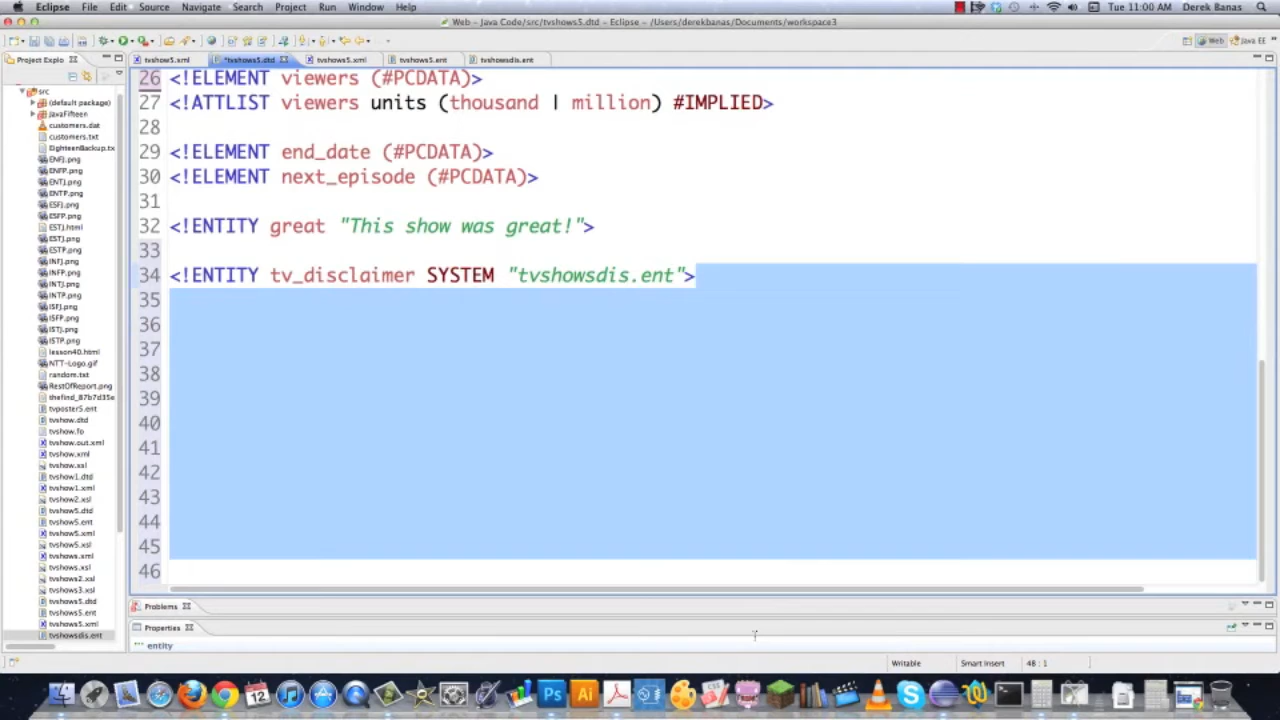 Eclipse File Edit Source Navigate Search Project Run Window Help Tue 11:00 AM Derek Banas
Web - Java Code/src/tvshows5.dtd - Eclipse - /Users/derekbanas/Documents/workspace3
Web Java EE
Project Explo
tvshow5.xml *tvshows5.dtd tvshows5.xml tvshows5.ent tvshowsdis.ent
src
(default package)
JavaFifteen
customers.dat
customers.txt
EighteenBackup.tx
ENFJ.png
ENFP.png
ENTJ.png
ENTP.png
ESFJ.png
ESFP.png
ESTJ.html
ESTJ.png
ESTP.png
INFJ.png
INFP.png
INTJ.png
INTP.png
ISFJ.png
ISFP.png
ISTJ.png
ISTP.png
lesson40.html
NTT-Logo.gif
random.txt
RestOfReport.png
thefind_87b7d35e
tvposter5.ent
tvshow.dtd
tvshow.fo
tvshow.out.xml
tvshow.xml
tvshow.xsl
tvshow1.dtd
tvshow1.xml
tvshow2.xsl
tvshow5.dtd
tvshow5.ent
tvshow5.xml
tvshow5.xsl
tvshows.xml
tvshows.xsl
tvshows2.xsl
tvshows3.xsl
tvshows5.dtd
tvshows5.ent
tvshows5.xml
tvshowsdis.ent
26 <!ELEMENT viewers (#PCDATA)>
27 <!ATTLIST viewers units (thousand | million) #IMPLIED>
28
29 <!ELEMENT end_date (#PCDATA)>
30 <!ELEMENT next_episode (#PCDATA)>
31
32 <!ENTITY great "This show was great!">
33
34 <!ENTITY tv_disclaimer SYSTEM "tvshowsdis.ent">
35
36
37
38
39
40
41
42
43
44
45
46
Problems
Properties
entity
Writable Smart Insert 48 : 1
12 Ps Ai